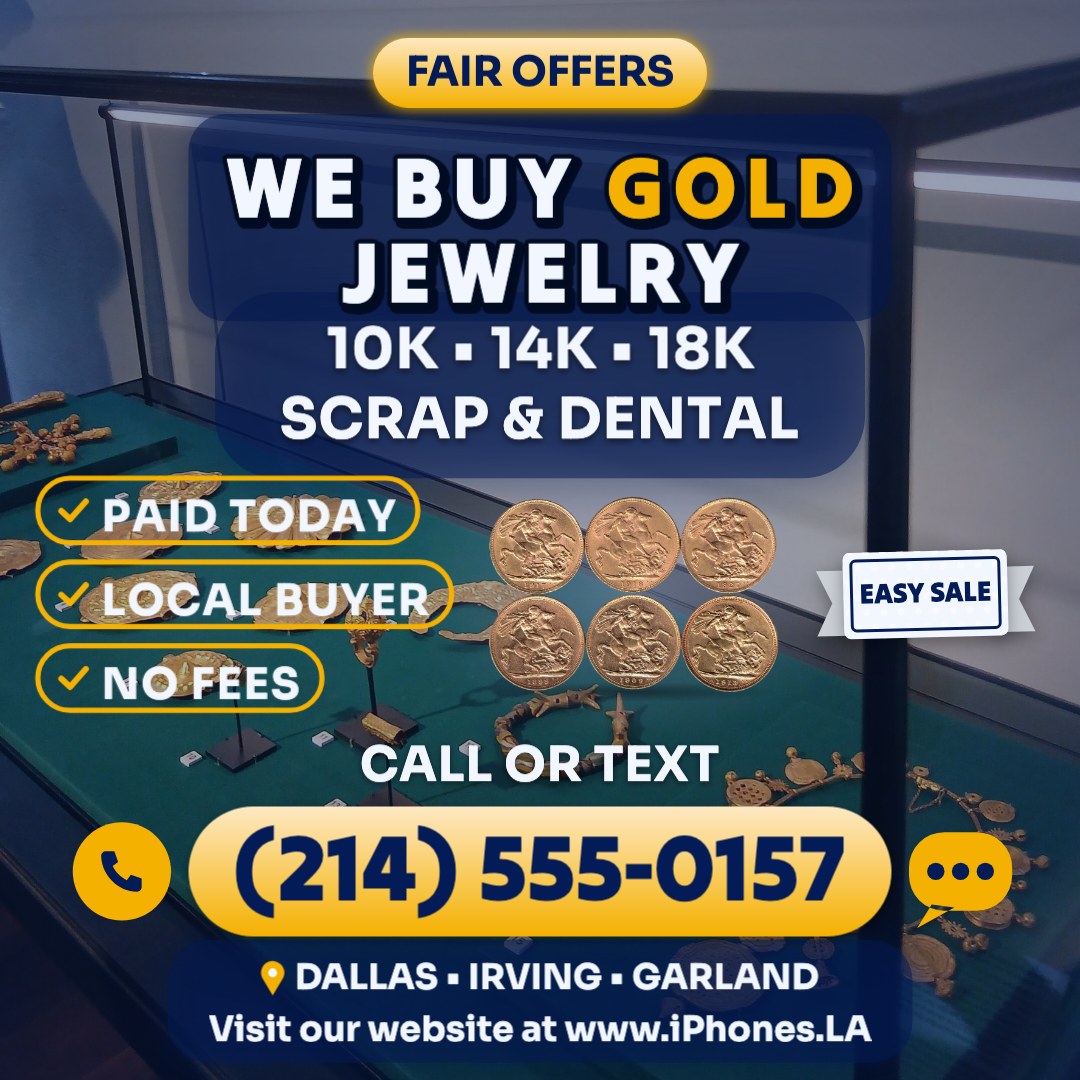 FAIR OFFERS
WE BUY GOLD
JEWELRY
10K ▪ 14K ▪ 18K
SCRAP & DENTAL
✓ PAID TODAY
✓ LOCAL BUYER
✓ NO FEES
EASY SALE
CALL OR TEXT
(214) 555-0157
DALLAS ▪ IRVING ▪ GARLAND
Visit our website at www.iPhones.LA